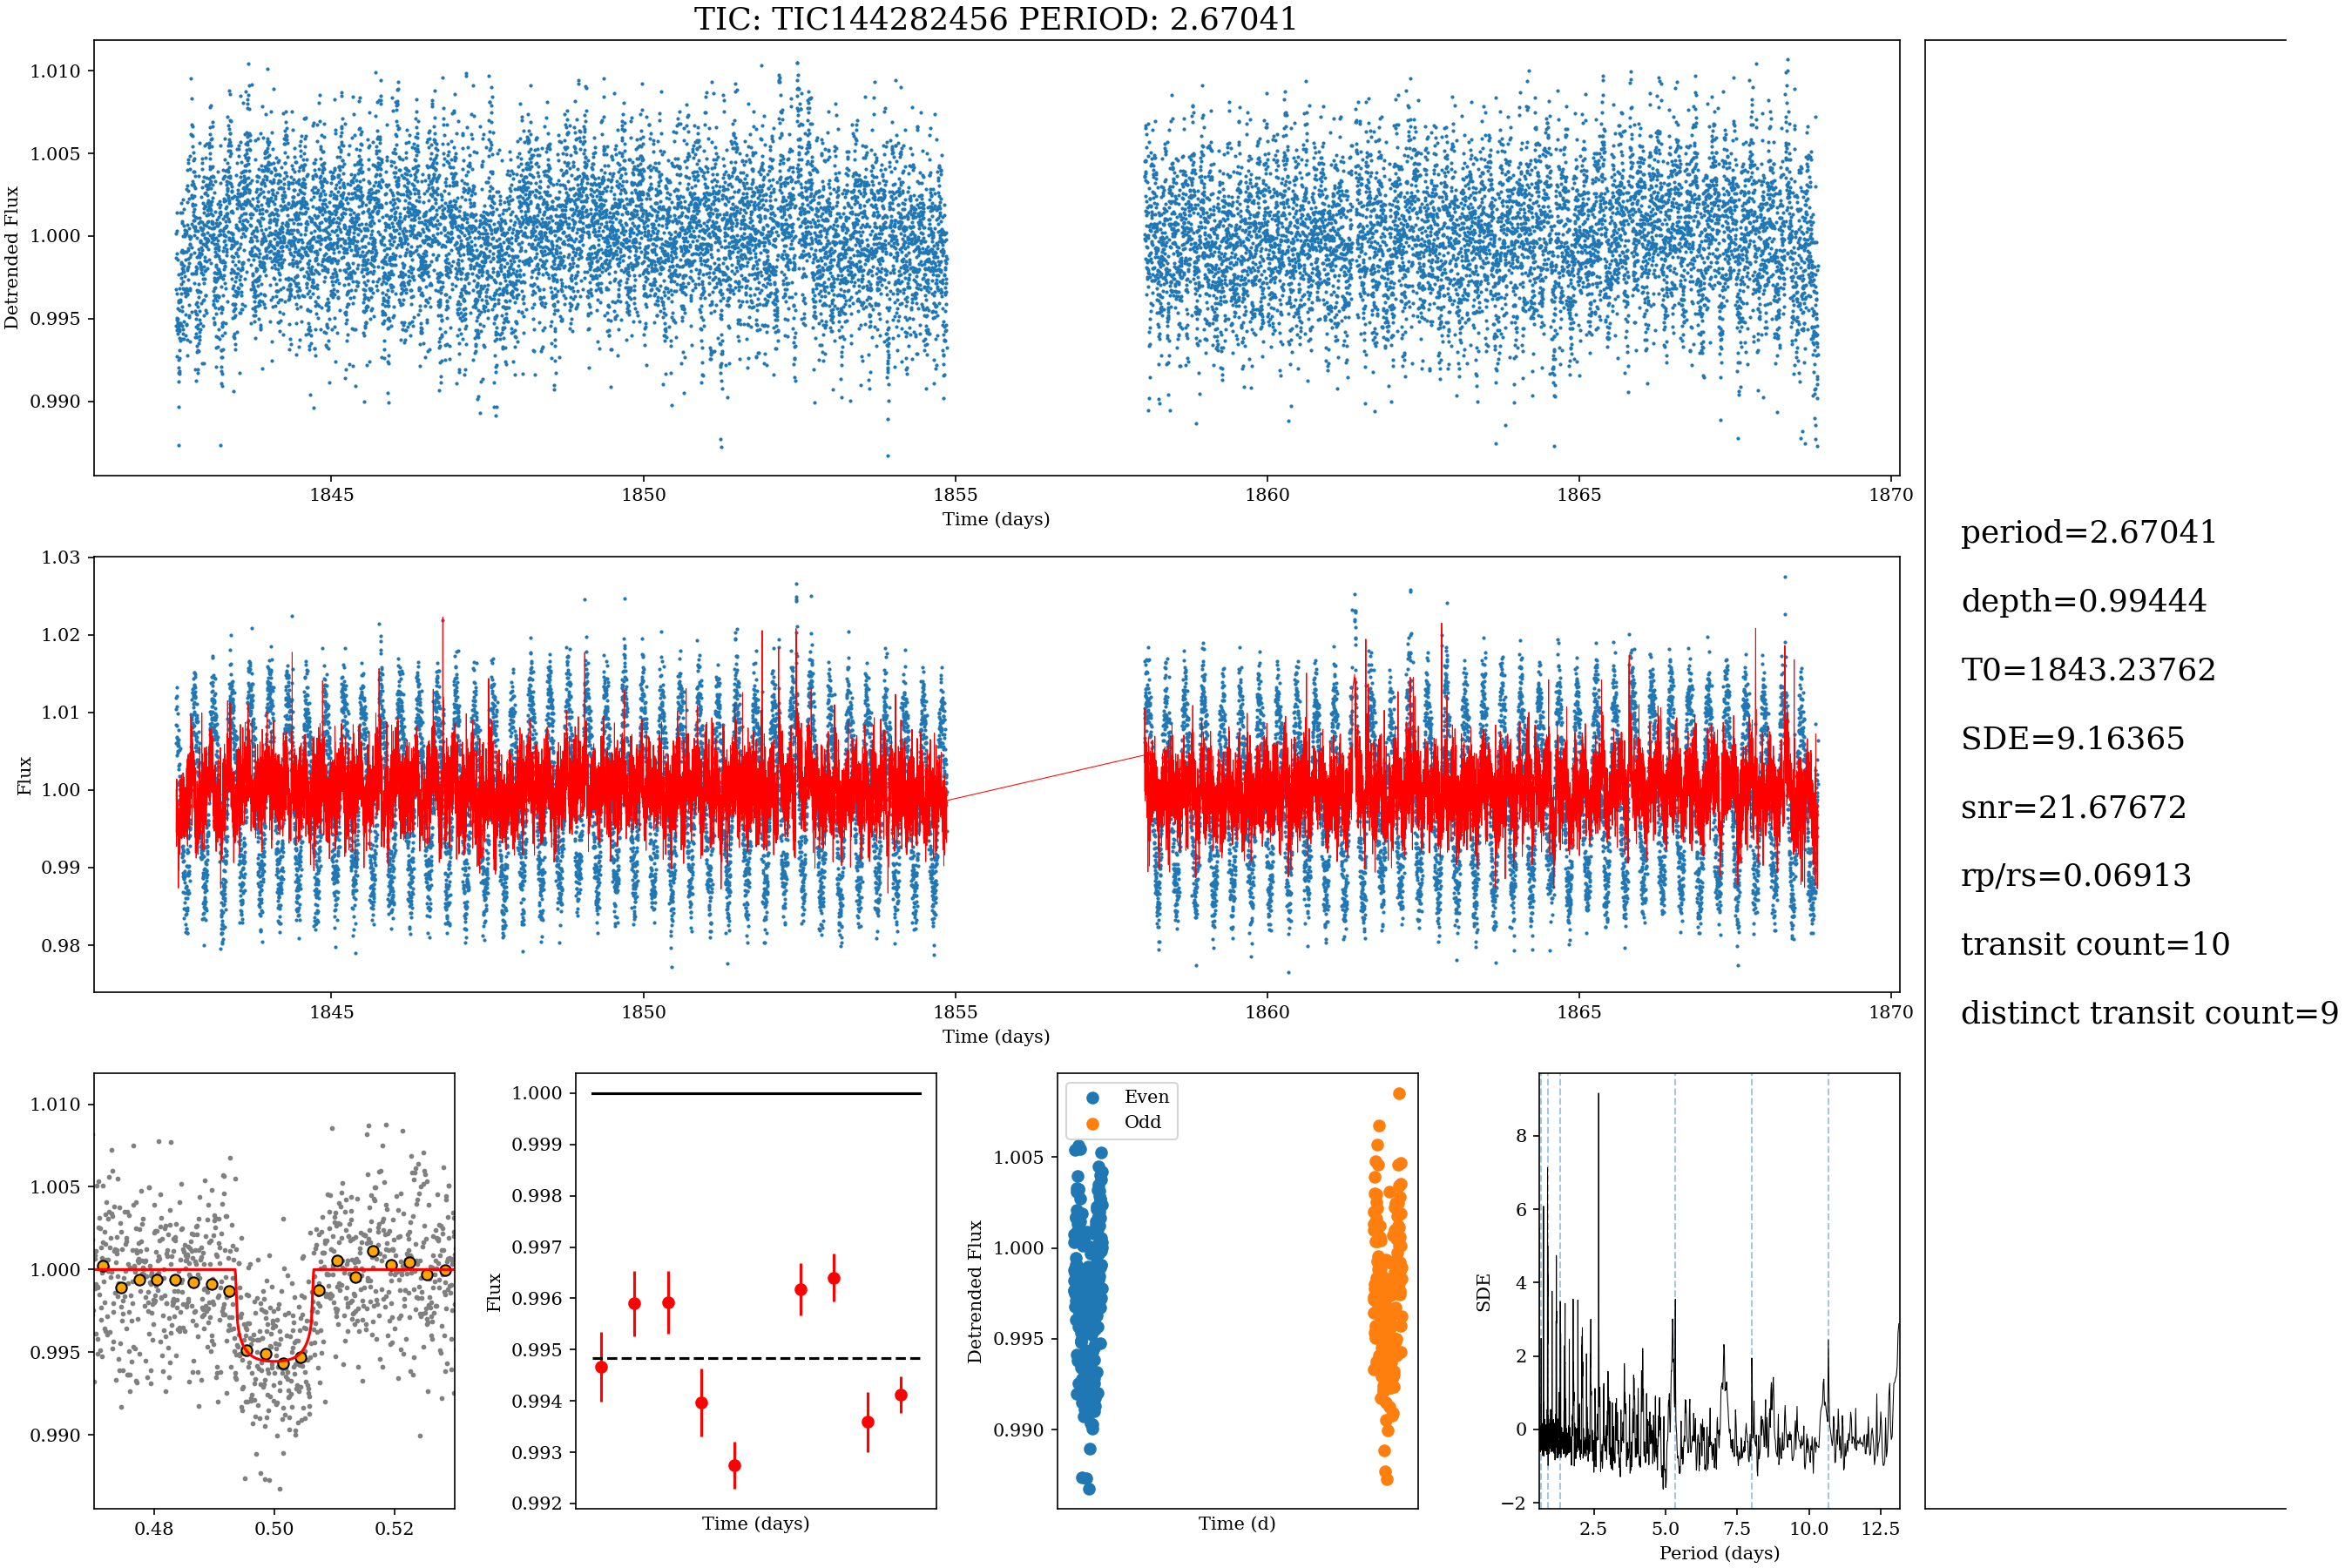 TIC: TIC144282456 PERIOD: 2.67041
1.010
1.005
1.000
0.995
0.990
Detrended Flux
1845
1850
1855
1860
1865
1870
Time (days)
1.03
1.02
1.01
1.00
0.99
0.98
Flux
1845
1850
1855
1860
1865
1870
Time (days)
period=2.67041
depth=0.99444
T0=1843.23762
SDE=9.16365
snr=21.67672
rp/rs=0.06913
transit count=10
distinct transit count=9
1.010
1.005
1.000
0.995
0.990
0.48
0.50
0.52
1.000
0.999
0.998
0.997
0.996
0.995
0.994
0.993
0.992
Flux
Time (days)
Even
Odd
1.005
1.000
0.995
0.990
Detrended Flux
Time (d)
8
6
4
2
0
−2
SDE
2.5
5.0
7.5
10.0
12.5
Period (days)